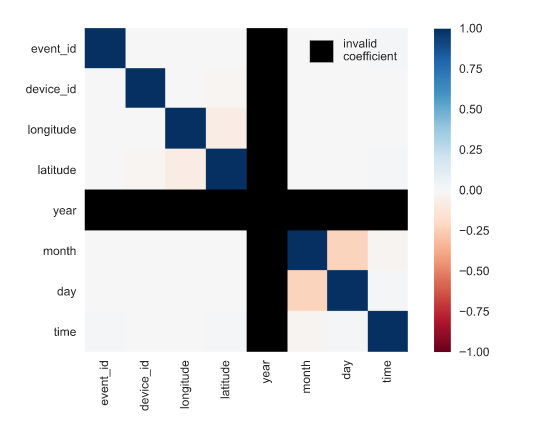 event_id
device_id
longitude
latitude
year
month
day
time
invalid
coefficient
1.00
0.75
0.50
0.25
0.00
−0.25
−0.50
−0.75
−1.00
event_id
device_id
longitude
latitude
year
month
day
time